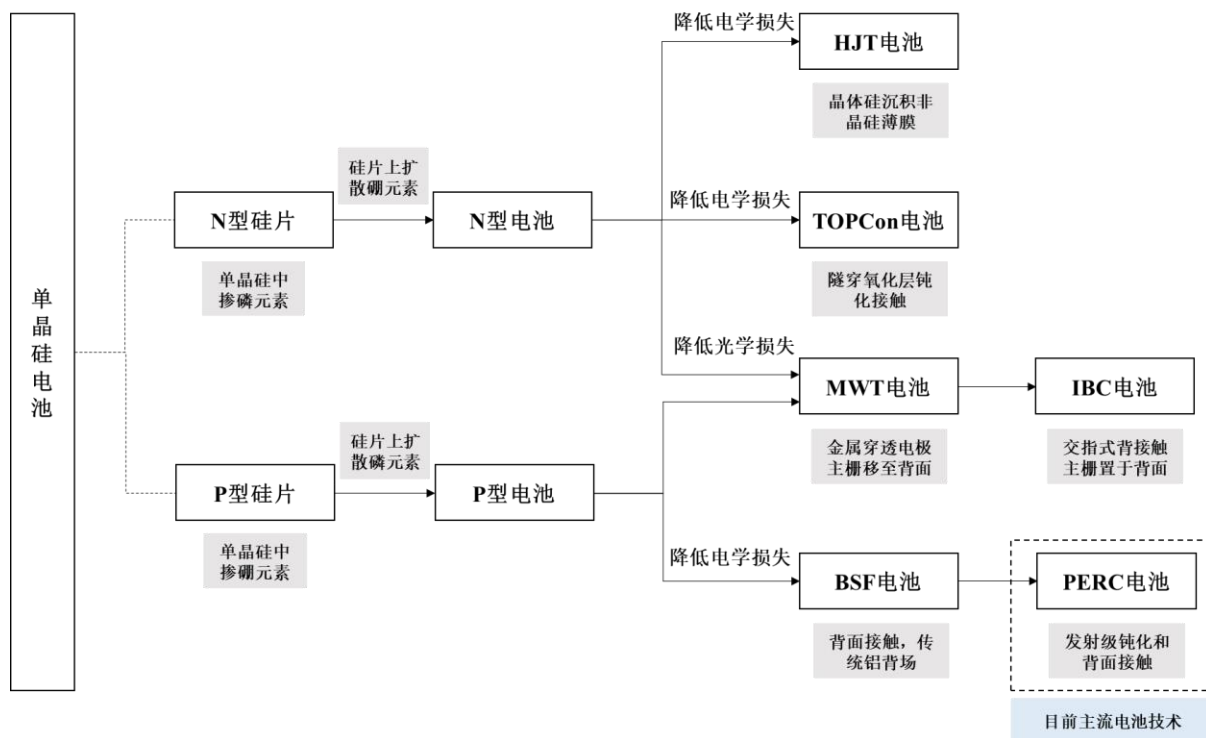 单晶硅电池
降低电学损失
HJT电池
晶体硅沉积非
晶硅薄膜
硅片上扩
散硼元素
N型硅片
N型电池
降低电学损失
TOPCon电池
单晶硅中
掺磷元素
隧穿氧化层钝
化接触
降低光学损失
MWT电池
IBC电池
金属穿透电极
主栅移至背面
交指式背接触
主栅置于背面
硅片上扩
散磷元素
P型硅片
P型电池
单晶硅中
掺硼元素
降低电学损失
BSF电池
PERC电池
背面接触，传
统铝背场
发射级钝化和
背面接触
目前主流电池技术